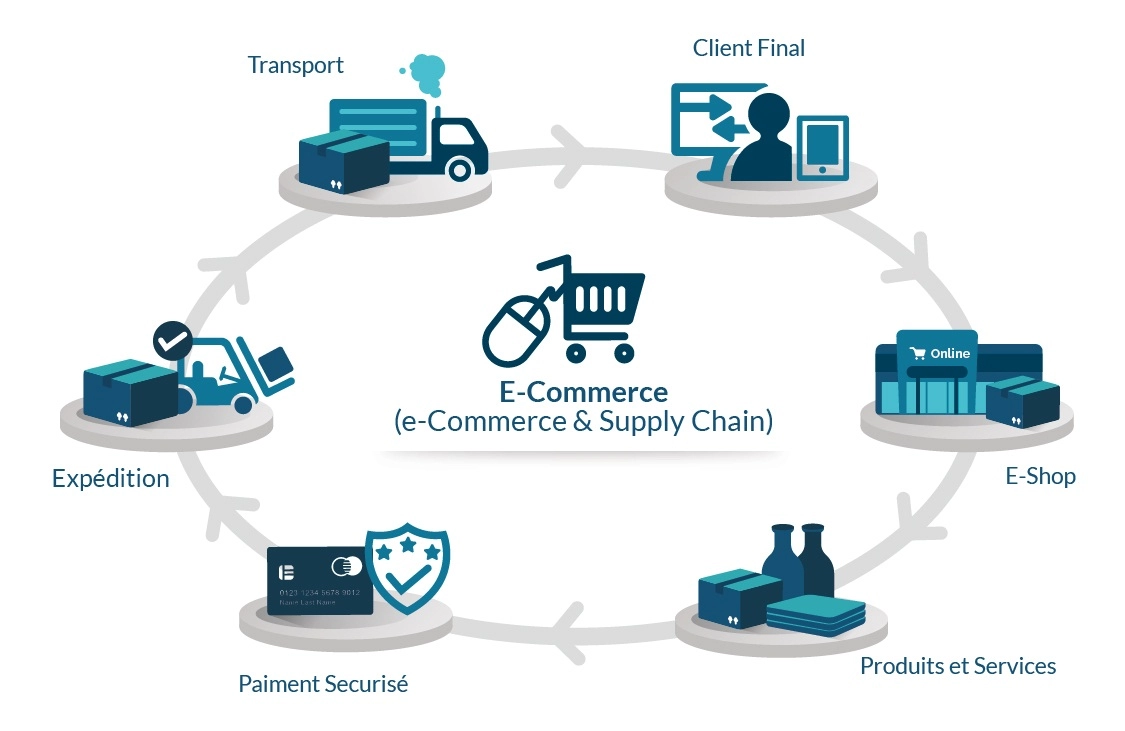 Client Final
Transport
Online
E-Commerce
(e-Commerce & Supply Chain)
E-Shop
Expédition
0123 1234 5678 9012
Name Last Name
Produits et Services
Paiment Securisé